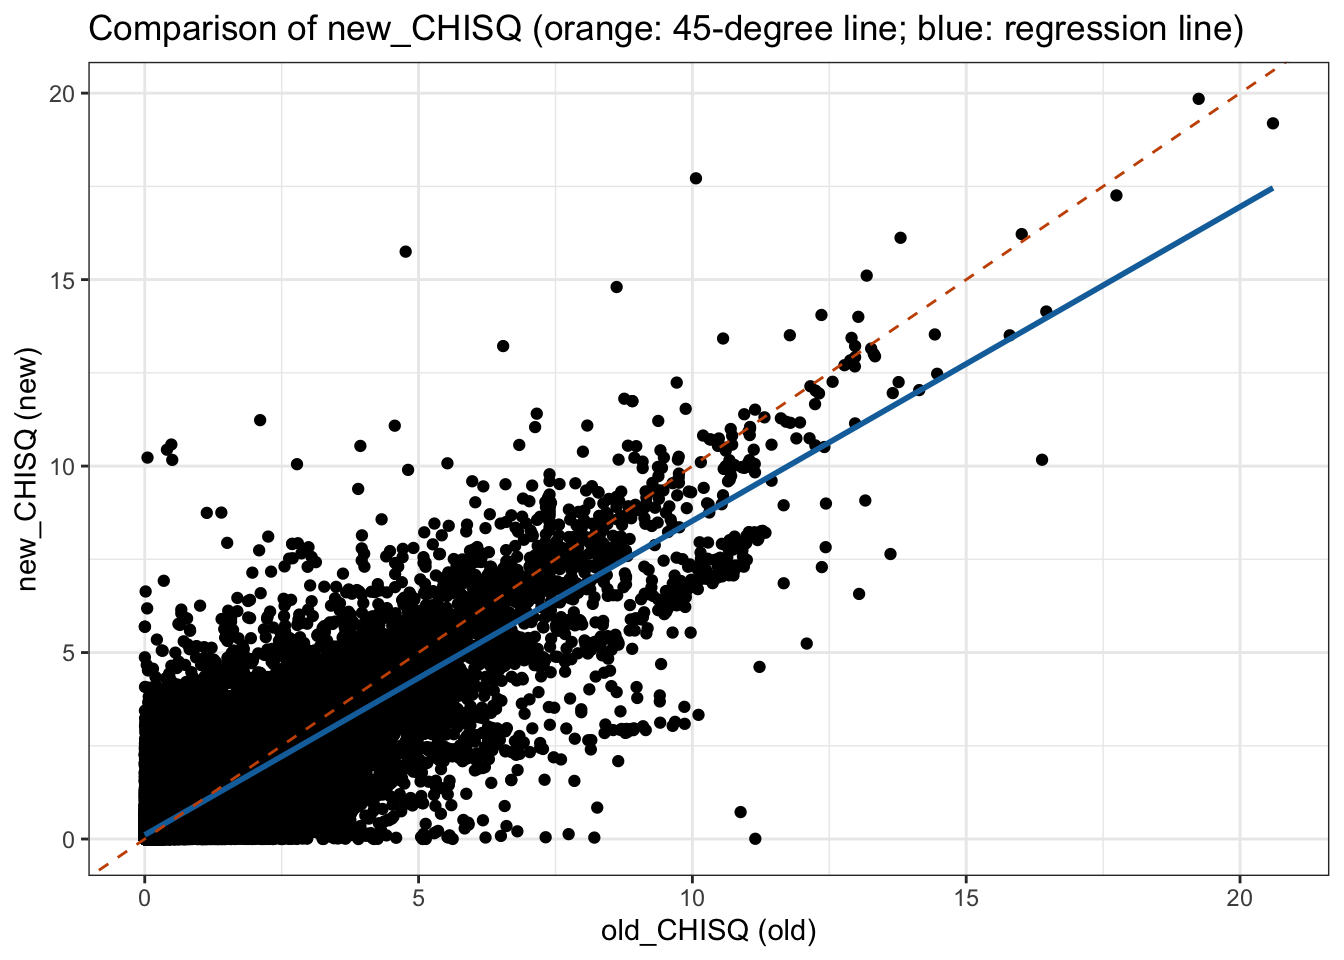 Comparison of new_CHISQ (orange: 45-degree line; blue: regression line)
new_CHISQ (new)
20
15
10
5
0
0 5 10 15 20
old_CHISQ (old)